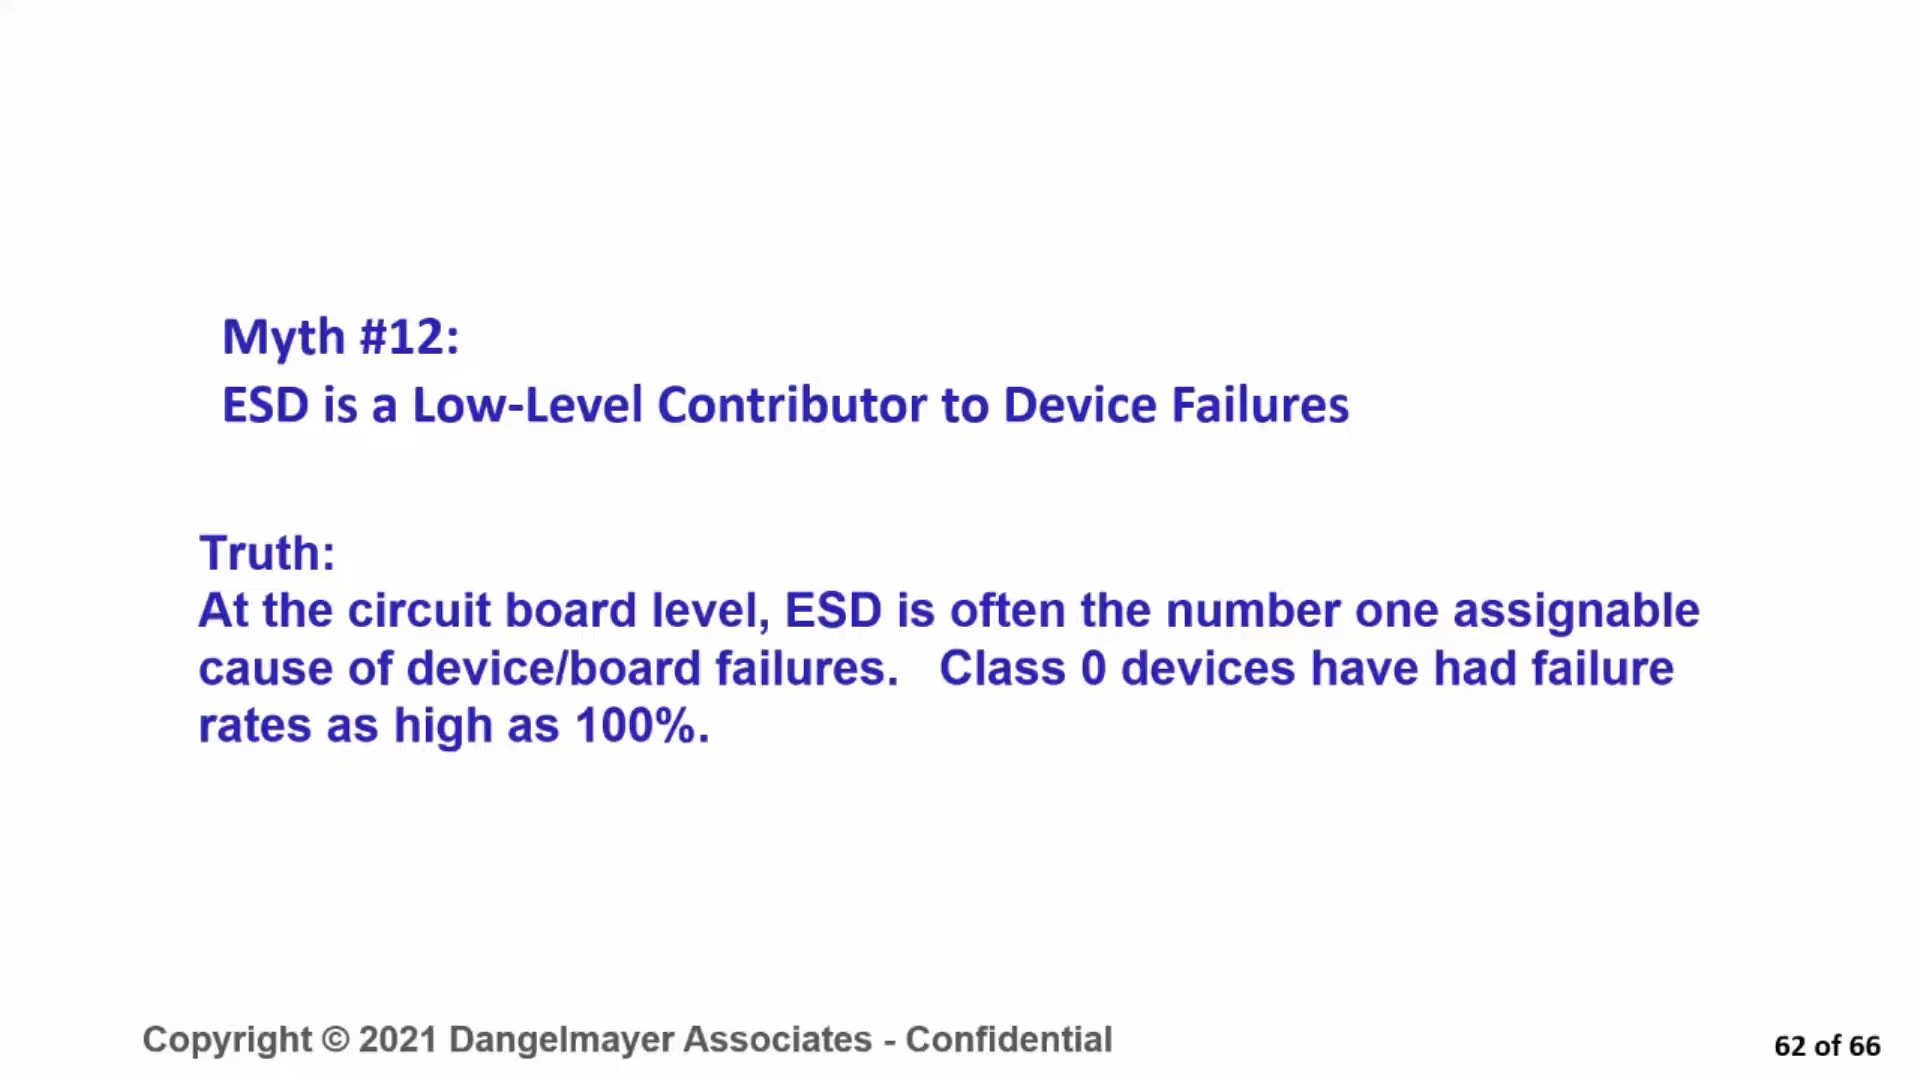 Myth #12:
ESD is a Low-Level Contributor to Device Failures
Truth:
At the circuit board level, ESD is often the number one assignable
cause of device/board failures.   Class 0 devices have had failure
rates as high as 100%.
Copyright © 2021 Dangelmayer Associates - Confidential
62 of 66